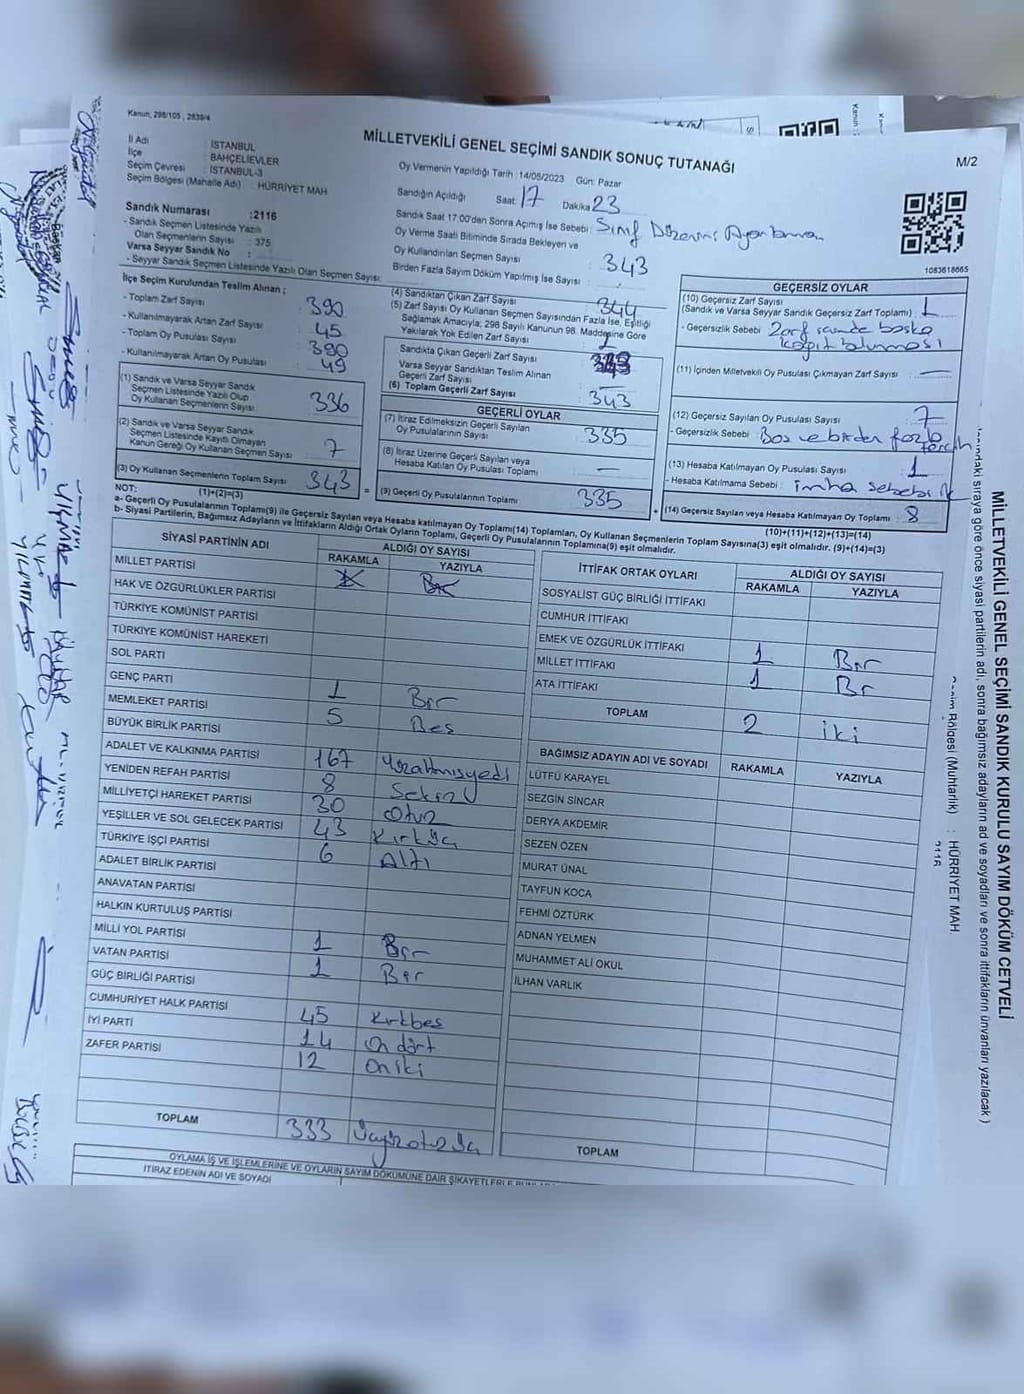 Kanun; 298/105 , 2839/4
MİLLETVEKİLİ GENEL SEÇİMİ SANDIK SONUÇ TUTANAĞI
M/2
İl Adı : İSTANBUL
İlçe : BAHÇELİEVLER
Seçim Çevresi : İSTANBUL-3
Seçim Bölgesi (Mahalle Adı) : HÜRRİYET MAH
Sandık Numarası :2116
- Sandık Seçmen Listesinde Yazılı
Olan Seçmenlerin Sayısı : 375
Varsa Seyyar Sandık No :
- Seyyar Sandık Seçmen Listesinde Yazılı Olan Seçmen Sayısı:
Oy Vermenin Yapıldığı Tarih :14/05/2023 Gün: Pazar
Sandığın Açıldığı Saat: 17 Dakika 23
Sandık Saat 17:00'den Sonra Açımış İse Sebebi : Sınıf Düzenini Ayarlanması
Oy Verme Saati Bitiminde Sırada Bekleyen ve
Oy Kullandırılan Seçmen Sayısı : 343
Birden Fazla Sayım Döküm Yapılmış İse Sayısı :
1083618665
İlçe Seçim Kurulundan Teslim Alınan ;
- Toplam Zarf Sayısı : 390
- Kullanılmayarak Artan Zarf Sayısı : 45
- Toplam Oy Pusulası Sayısı : 390
- Kullanılmayarak Artan Oy Pusulası : 49
(1) Sandık ve Varsa Seyyar Sandık
Seçmen Listesinde Yazılı Olup
Oy Kullanan Seçmenlerin Sayısı : 336
(2) Sandık ve Varsa Seyyar Sandık
Seçmen Listesinde Kayıtlı Olmayan
Kanun Gereği Oy Kullanan Seçmen Sayısı : 7
(3) Oy Kullanan Seçmenlerin Toplam Sayısı : 343
(1)+(2)=(3)
(4) Sandıktan Çıkan Zarf Sayısı : 344
(5) Zarf Sayısı Oy Kullanan Seçmen Sayısından Fazla İse, Eşitliği
Sağlamak Amacıyla, 298 Sayılı Kanunun 98. Maddesine Göre
Yakılarak Yok Edilen Zarf Sayısı : 1
Sandıkta Çıkan Geçerli Zarf Sayısı : 343
Varsa Seyyar Sandıktan Teslim Alınan
Geçerli Zarf Sayısı :
(6) Toplam Geçerli Zarf Sayısı : 343
GEÇERLİ OYLAR
(7) İtiraz Edilmeksizin Geçerli Sayılan
Oy Pusulalarının Sayısı : 335
(8) İtiraz Üzerine Geçerli Sayılan veya
Hesaba Katılan Oy Pusulası Toplamı : —
(9) Geçerli Oy Pusulalarının Toplamı : 335
GEÇERSİZ OYLAR
(10) Geçersiz Zarf Sayısı
(Sandık ve Varsa Seyyar Sandık Geçersiz Zarf Toplamı) : 1
- Geçersizlik Sebebi : Zarf içinde başka
kağıt bulunması
(11) İçinden Milletvekili Oy Pusulası Çıkmayan Zarf Sayısı : —
(12) Geçersiz Sayılan Oy Pusulası Sayısı : 7
- Geçersizlik Sebebi : Boş ve birden fazla tercih
(13) Hesaba Katılmayan Oy Pusulası Sayısı : 1
- Hesaba Katılmama Sebebi : imha sebebi ile
(14) Geçersiz Sayılan veya Hesaba Katılmayan Oy Toplamı : 8
(10)+(11)+(12)+(13)=(14)
NOT:
a- Geçerli Oy Pusulalarının Toplamı(9) ile Geçersiz Sayılan veya Hesaba katılmayan Oy Toplamı(14) Toplamları, Oy Kullanan Seçmenlerin Toplam Sayısına(3) eşit olmalıdır. (9)+(14)=(3)
b- Siyasi Partilerin, Bağımsız Adayların ve İttifakların Aldığı Ortak Oyların Toplamı, Geçerli Oy Pusulalarının Toplamına(9) eşit olmalıdır.
SİYASİ PARTİNİN ADI ALDIĞI OY SAYISI
RAKAMLA YAZIYLA
MİLLET PARTİSİ
HAK VE ÖZGÜRLÜKLER PARTİSİ
TÜRKİYE KOMÜNİST PARTİSİ
TÜRKİYE KOMÜNİST HAREKETİ
SOL PARTİ
GENÇ PARTİ 1 Bir
MEMLEKET PARTİSİ 5 Beş
BÜYÜK BİRLİK PARTİSİ
ADALET VE KALKINMA PARTİSİ 167 Yüzaltmışyedi
YENİDEN REFAH PARTİSİ 8 Sekiz
MİLLİYETÇİ HAREKET PARTİSİ 30 Otuz
YEŞİLLER VE SOL GELECEK PARTİSİ 43 Kırküç
TÜRKİYE İŞÇİ PARTİSİ 6 Altı
ADALET BİRLİK PARTİSİ
ANAVATAN PARTİSİ
HALKIN KURTULUŞ PARTİSİ
MİLLİ YOL PARTİSİ 1 Bir
VATAN PARTİSİ 1 Bir
GÜÇ BİRLİĞİ PARTİSİ
CUMHURİYET HALK PARTİSİ 45 Kırkbeş
İYİ PARTİ 14 On dört
ZAFER PARTİSİ 12 Oniki
TOPLAM 333 Üçyüzotuzüç
İTTİFAK ORTAK OYLARI ALDIĞI OY SAYISI
RAKAMLA YAZIYLA
SOSYALİST GÜÇ BİRLİĞİ İTTİFAKI
CUMHUR İTTİFAKI
EMEK VE ÖZGÜRLÜK İTTİFAKI
MİLLET İTTİFAKI 1 Bir
ATA İTTİFAKI 1 Bir
TOPLAM 2 iki
BAĞIMSIZ ADAYIN ADI VE SOYADI RAKAMLA YAZIYLA
LÜTFÜ KARAYEL
SEZGİN SİNCAR
DERYA AKDEMİR
SEZEN ÖZEN
MURAT ÜNAL
TAYFUN KOCA
FEHMİ ÖZTÜRK
ADNAN YELMEN
MUHAMMET ALİ OKUL
İLHAN VARLIK
TOPLAM
OYLAMA İŞ VE İŞLEMLERİNE VE OYLARIN SAYIM DÖKÜMÜNE DAİR ŞİKAYETLERLE
İTİRAZ EDENİN ADI VE SOYADI
MİLLETVEKİLİ GENEL SEÇİMİ SANDIK KURULU SAYIM DÖKÜM CETVELİ
sıraya göre önce siyasi partilerin adı, sonra bağımsız adayların ad ve soyadları ve sonra ittifakların ünvanları yazılacak )
Bölgesi (Muhtarlık) : HÜRRİYET MAH
2116